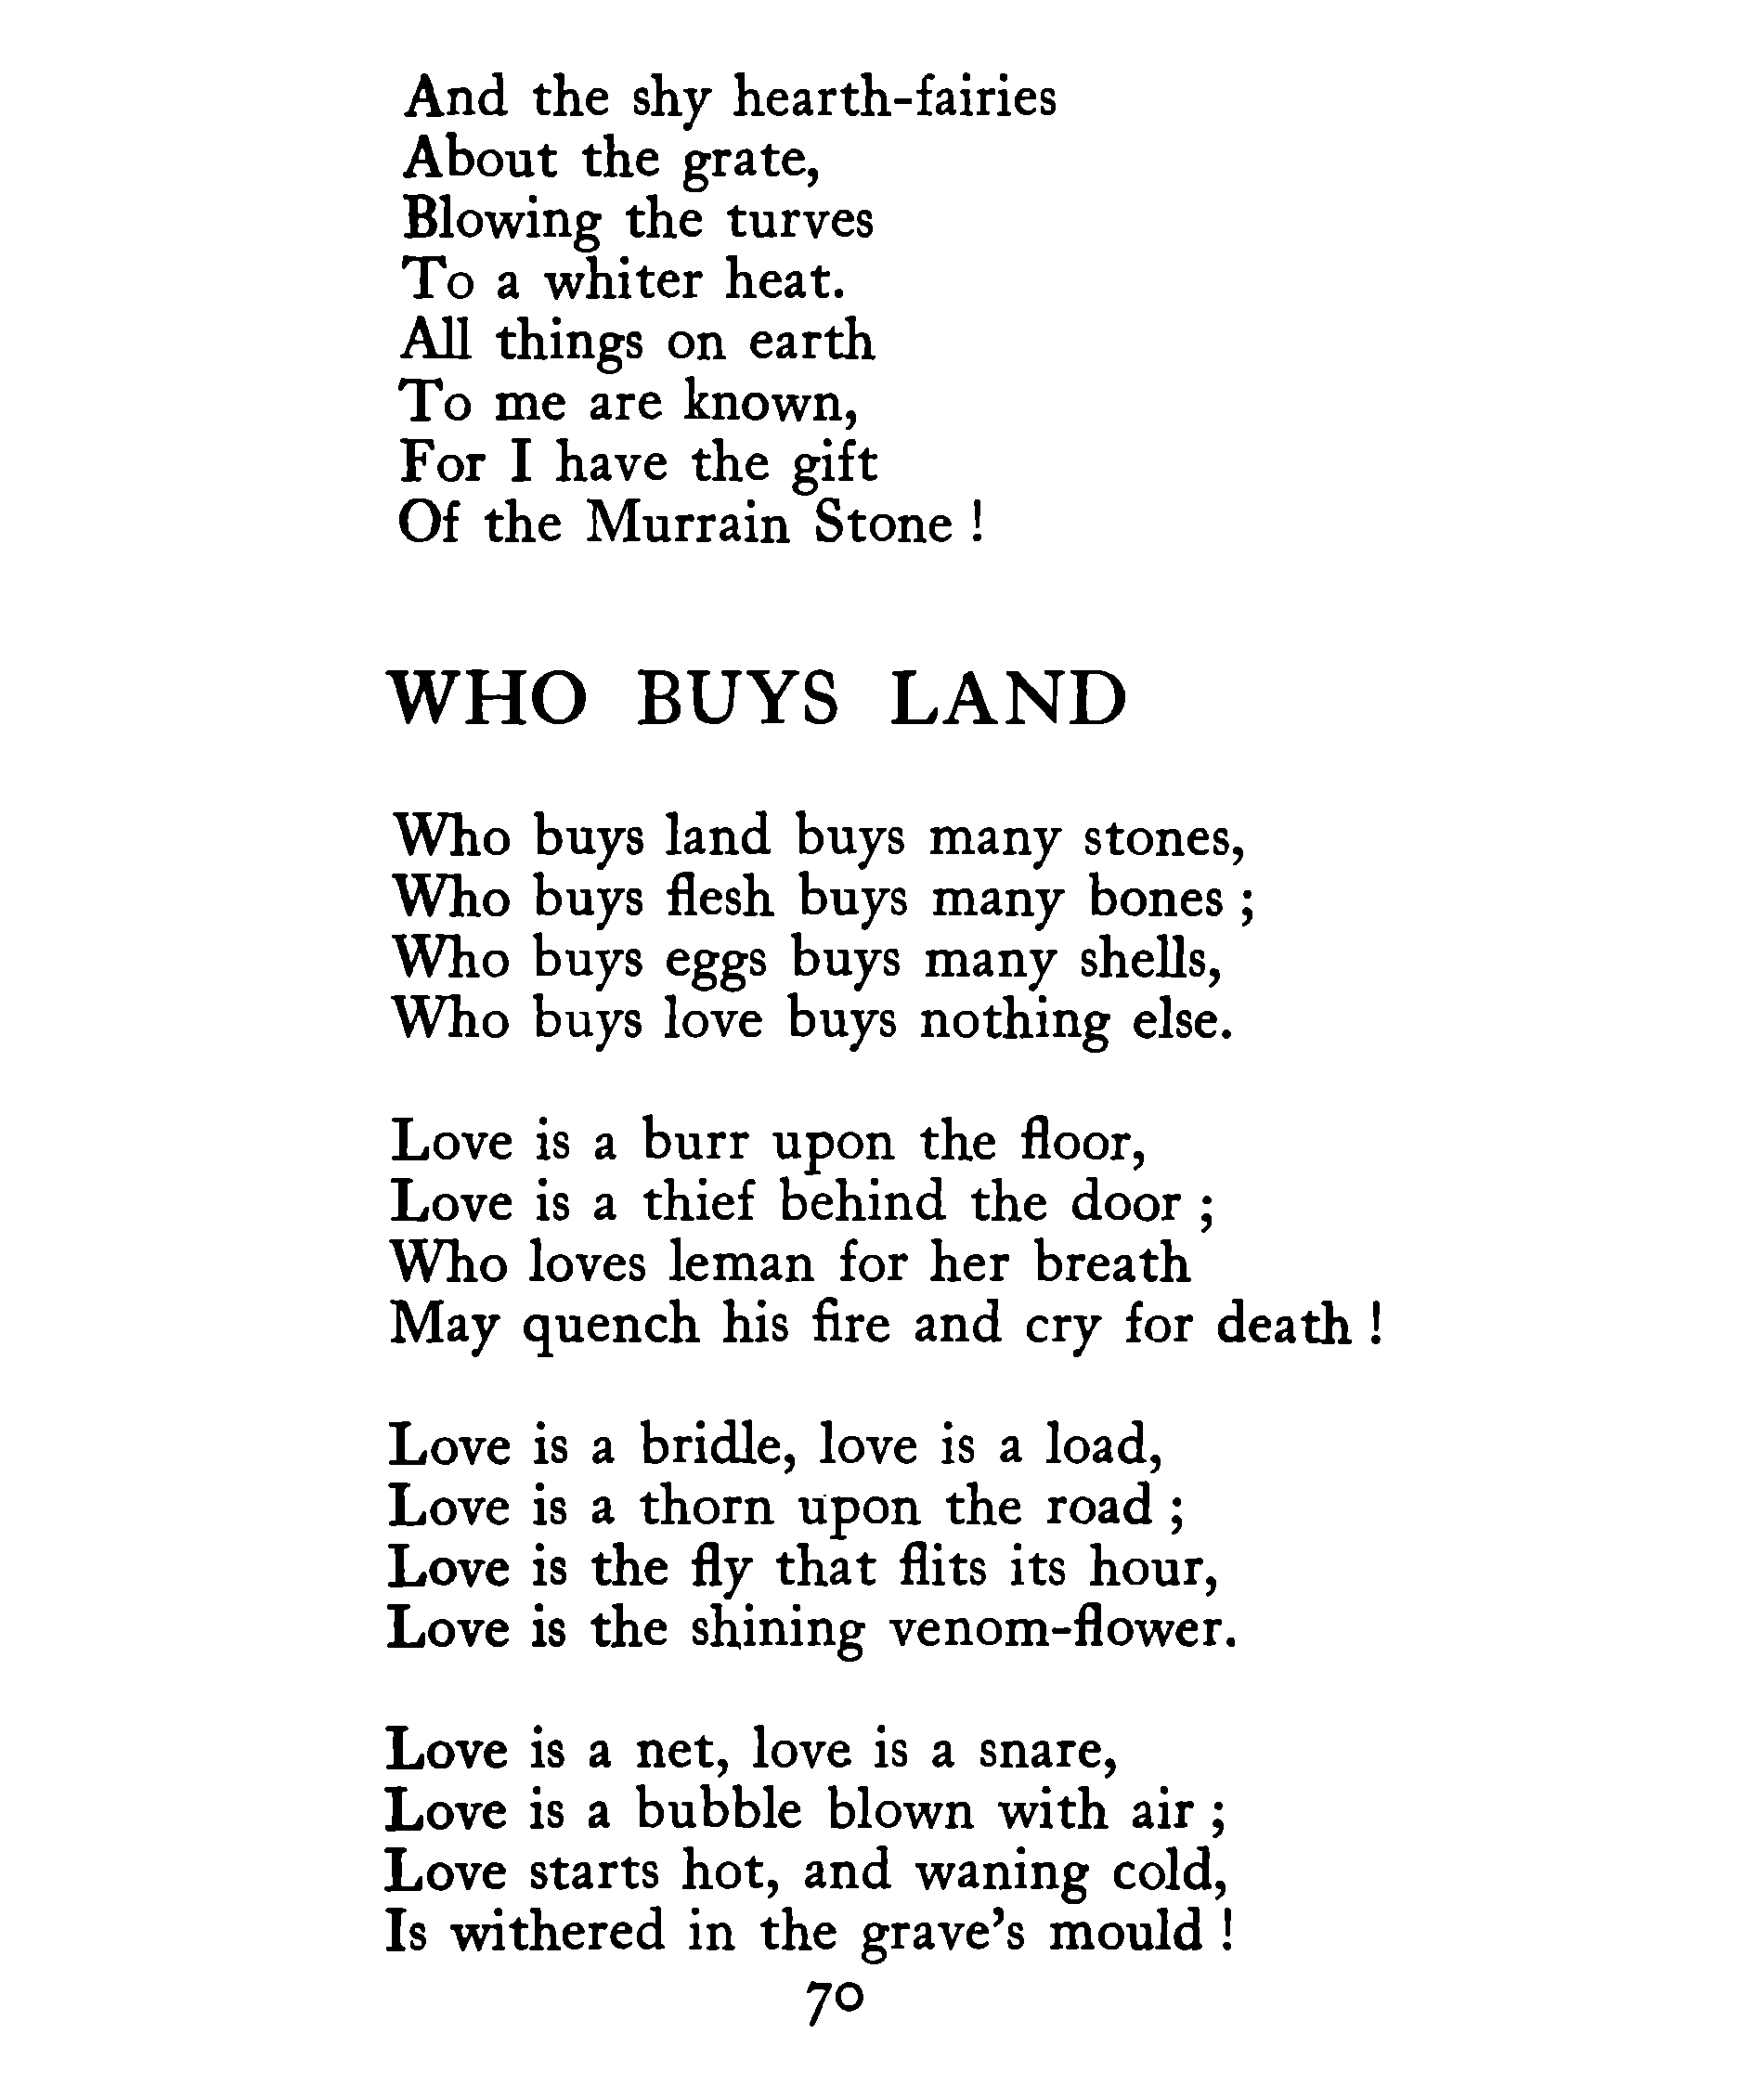 And the shy hearth-fairies
About the grate,
Blowing the turves
To a whiter heat.
All things on earth
To me are known,
For I have the gift
Of the Murrain Stone !
WHO BUYS LAND
Who buys land buys many stones,
Who buys flesh buys many bones ;
Who buys eggs buys many shells,
Who buys love buys nothing else.
Love is a burr upon the floor,
Love is a thief behind the door ;
Who loves leman for her breath
May quench his fire and cry for death !
Love is a bridle, love is a load,
Love is a thorn upon the road ;
Love is the fly that flits its hour,
Love is the shining venom-flower.
Love is a net, love is a snare,
Love is a bubble blown with air ;
Love starts hot, and waning cold,
Is withered in the grave's mould !
70